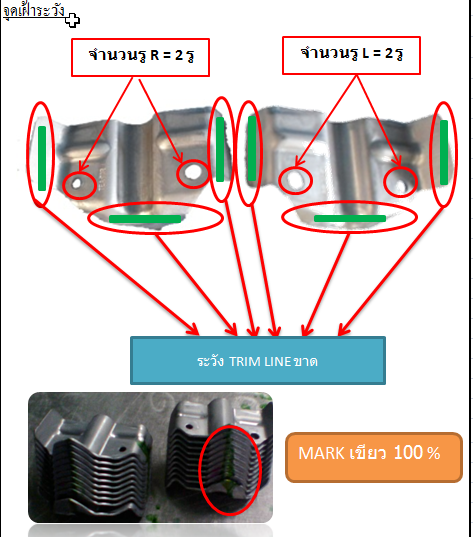 จุดเฝ้าระวัง
จำนวนรู R = 2 รู
จำนวนรู L = 2 รู
ระวัง TRIM LINE ขาด
MARK เขียว 100 %